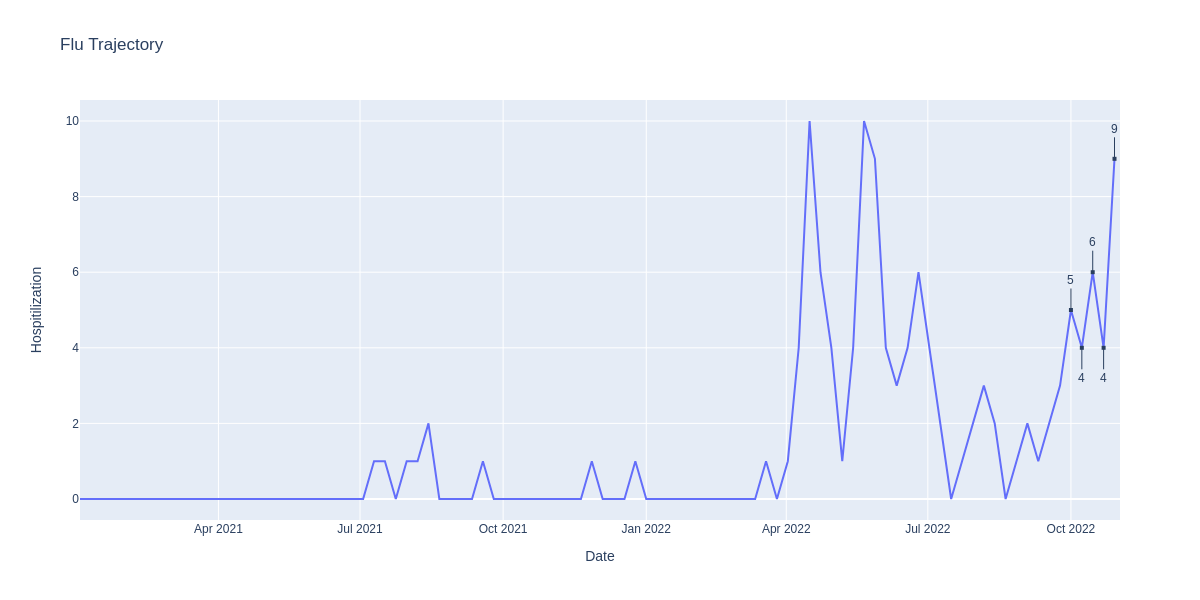 Flu Trajectory
10
8
6
4
2
0
Hospitilization
9
6
5
4
4
Apr 2021
Jul 2021
Oct 2021
Jan 2022
Apr 2022
Jul 2022
Oct 2022
Date